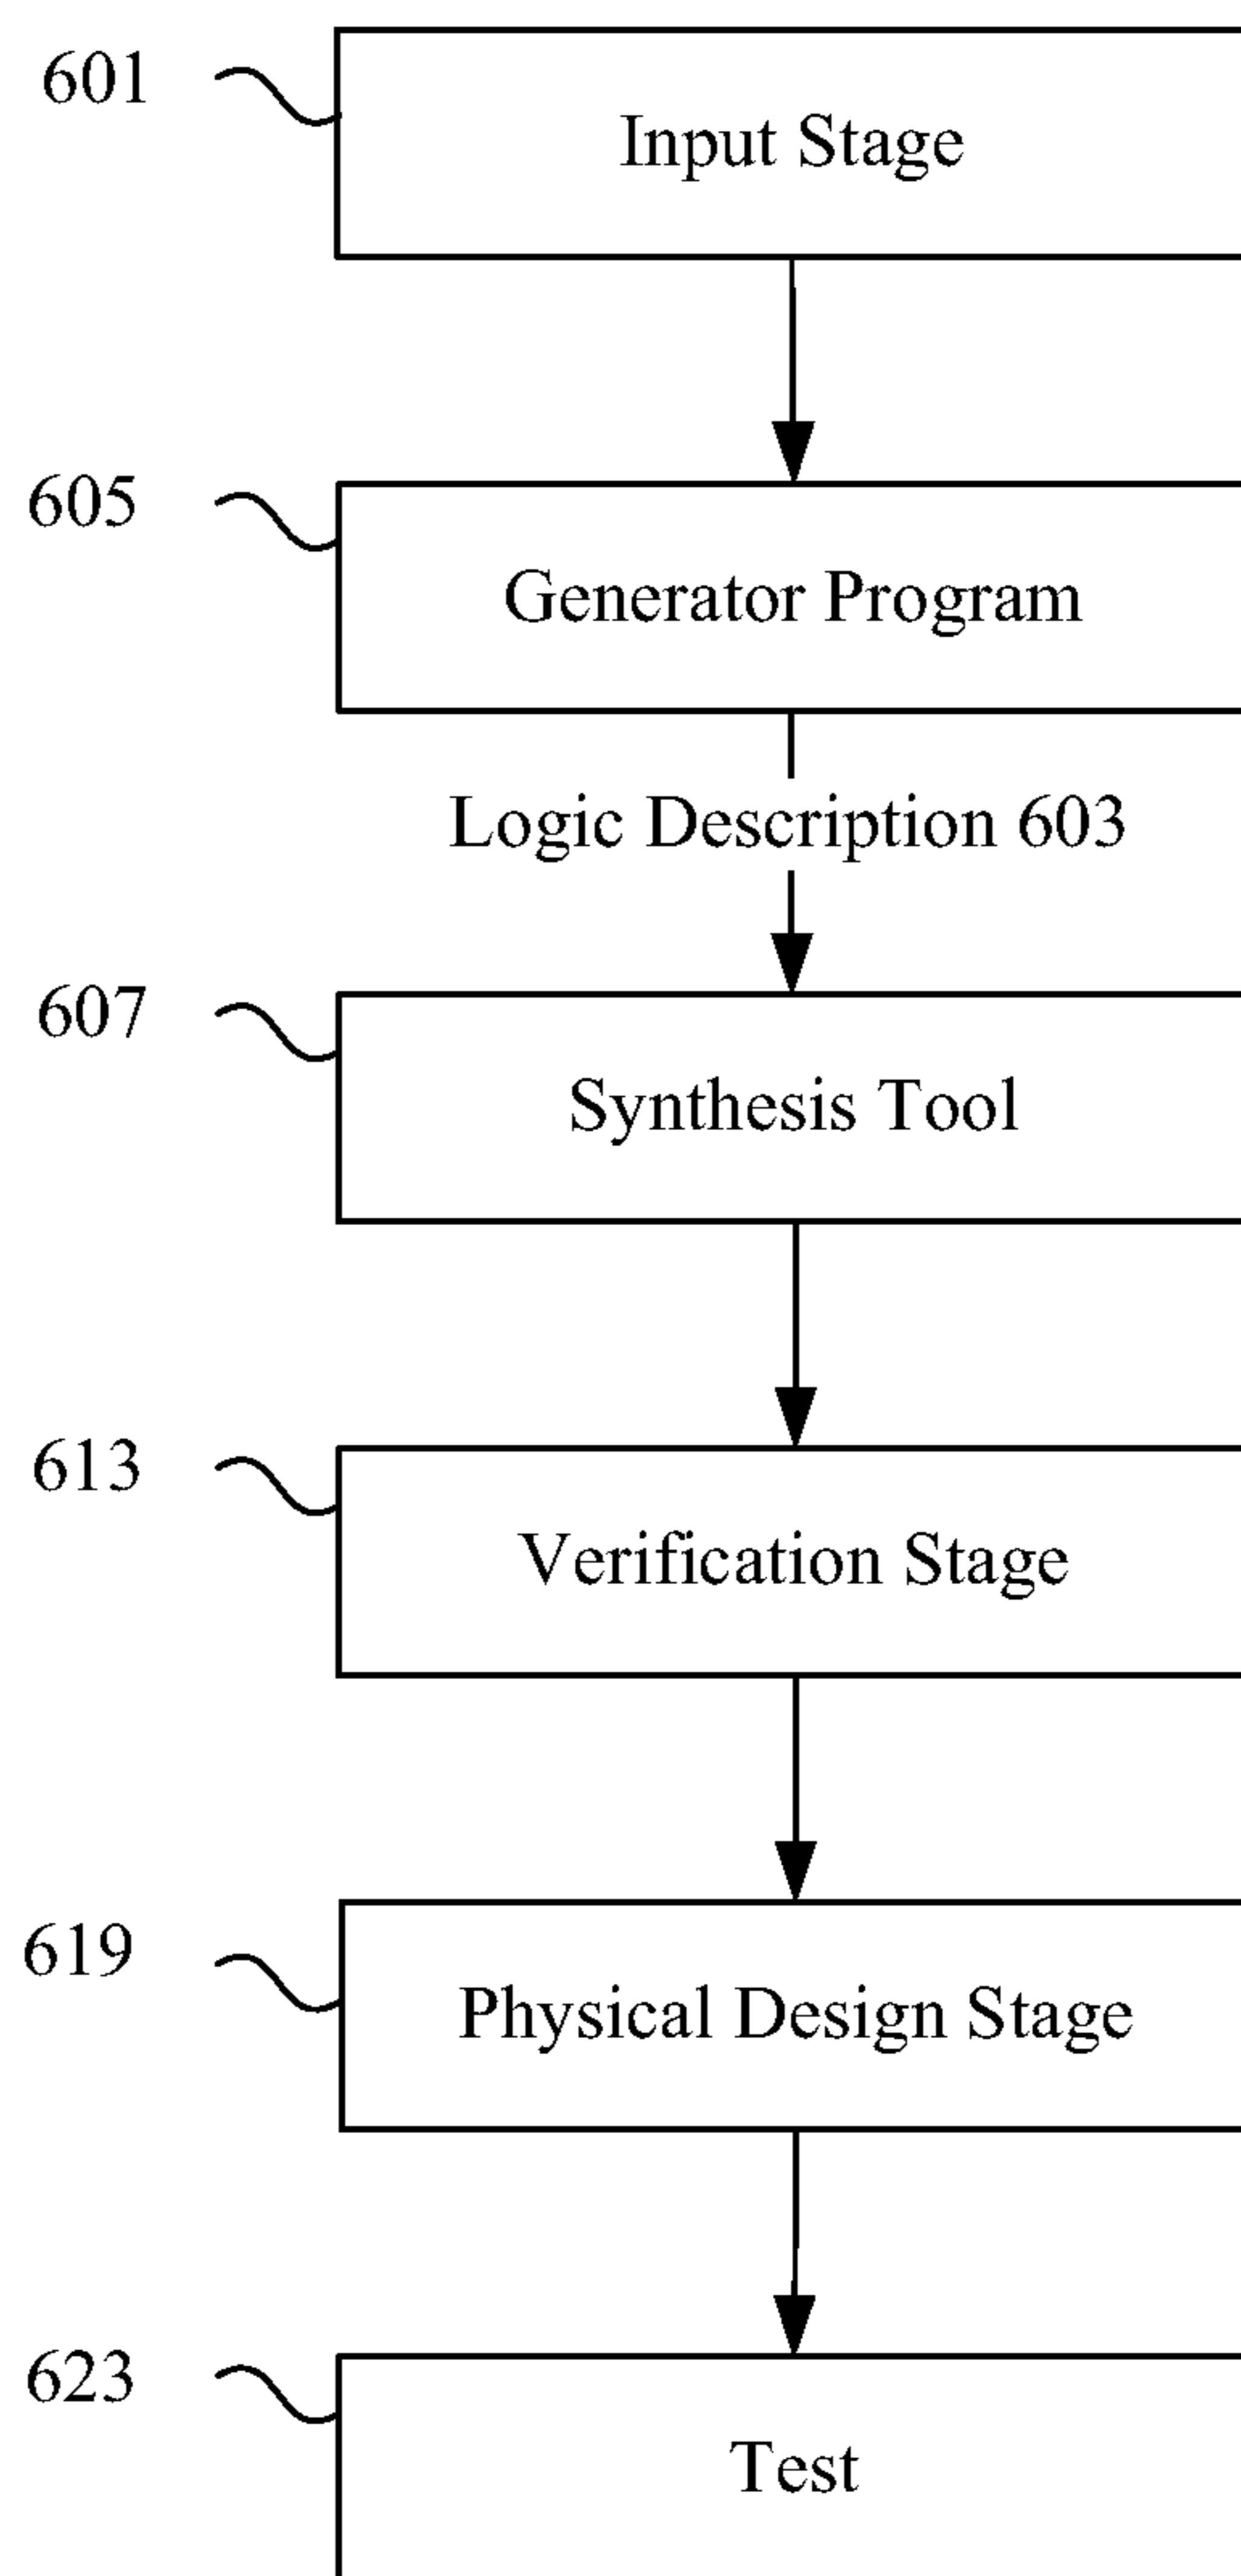 601
Input Stage
605
Generator Program
Logic Description 603
607
Synthesis Tool
613
Verification Stage
619
Physical Design Stage
623
Test